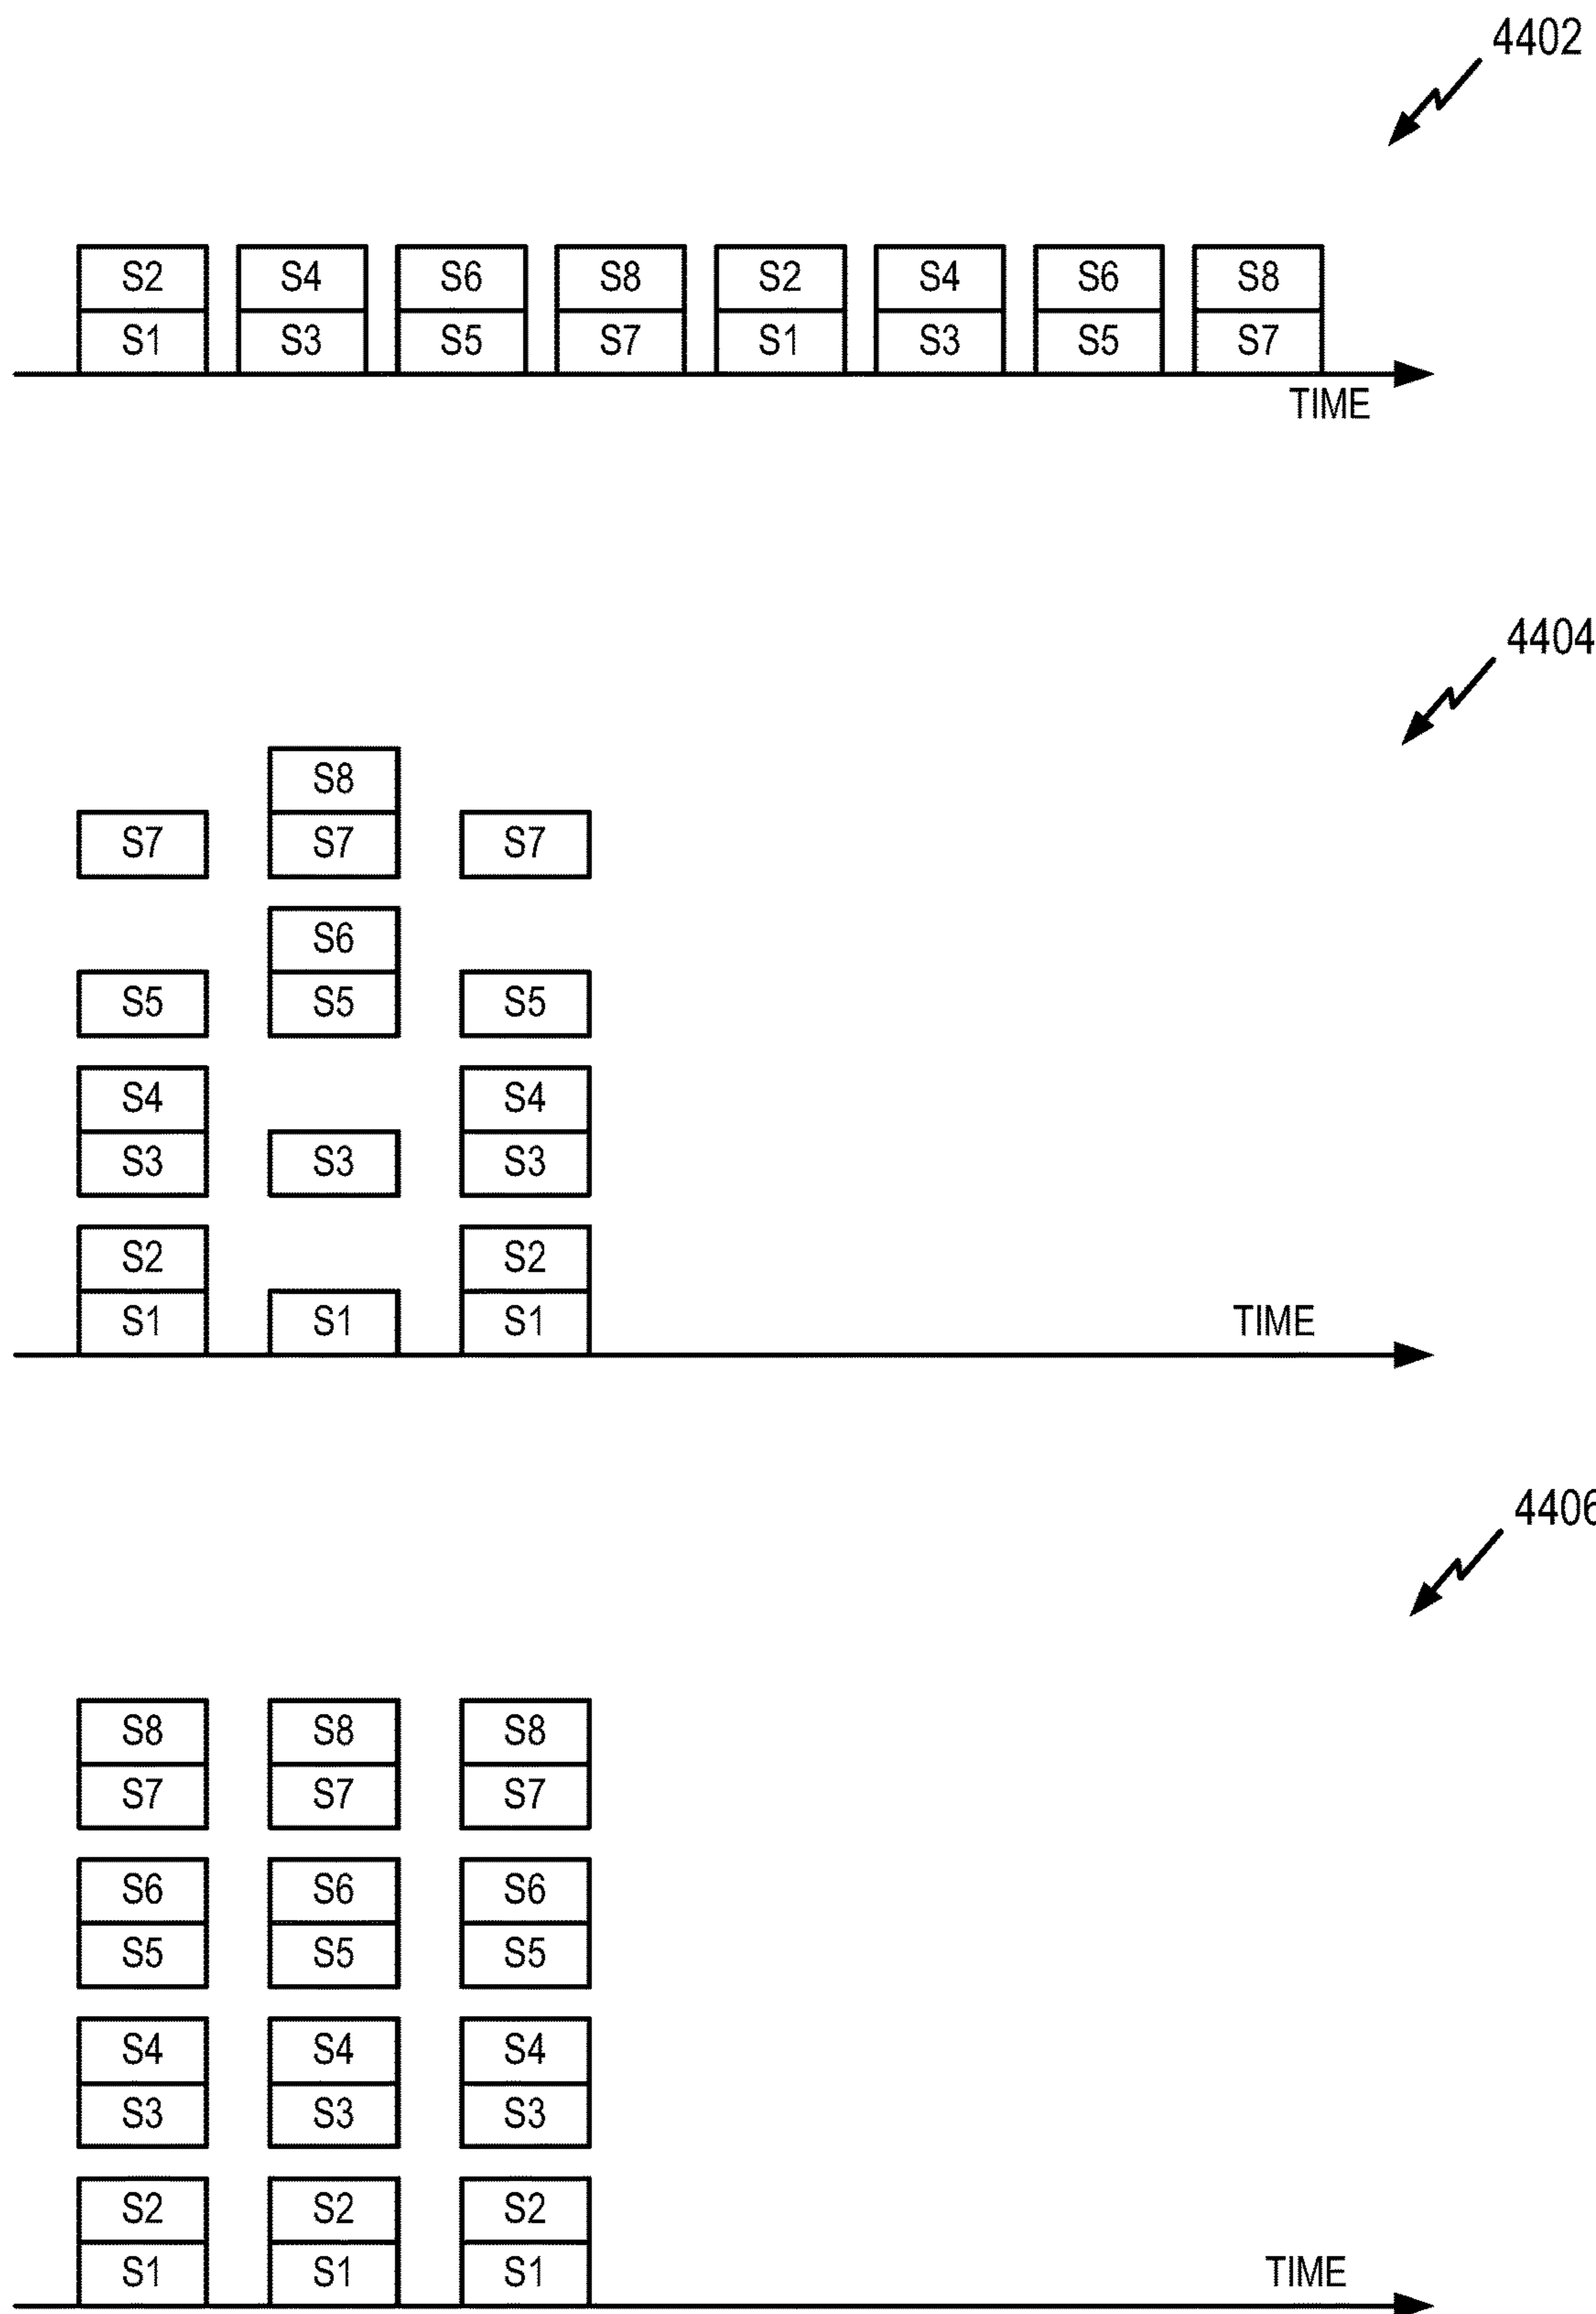 4402
S2 S4 S6 S8 S2 S4 S6 S8
S1 S3 S5 S7 S1 S3 S5 S7
TIME
4404
S8
S7 S7 S7
S6
S5 S5 S5
S4 S4
S3 S3 S3
S2 S2
S1 S1 S1
TIME
4406
S8 S8 S8
S7 S7 S7
S6 S6 S6
S5 S5 S5
S4 S4 S4
S3 S3 S3
S2 S2 S2
S1 S1 S1
TIME